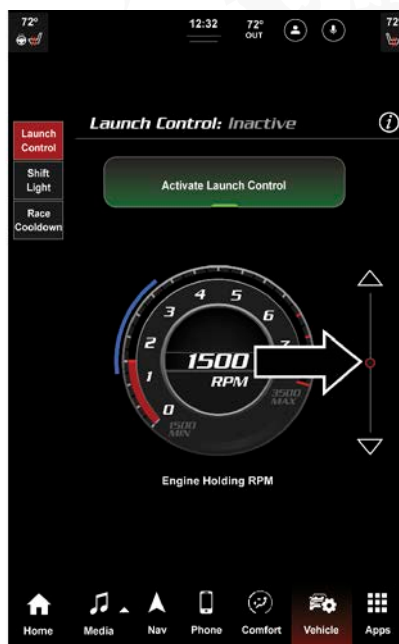 72°
12:32
72°
OUT
72°
Launch Control: Inactive
i
Launch
Control
Shift
Light
Race
Cooldown
Activate Launch Control
0
1
2
3
4
5
6
7
1500
RPM
1500
MIN
3500
MAX
Engine Holding RPM
Home
Media
Nav
Phone
Comfort
Vehicle
Apps